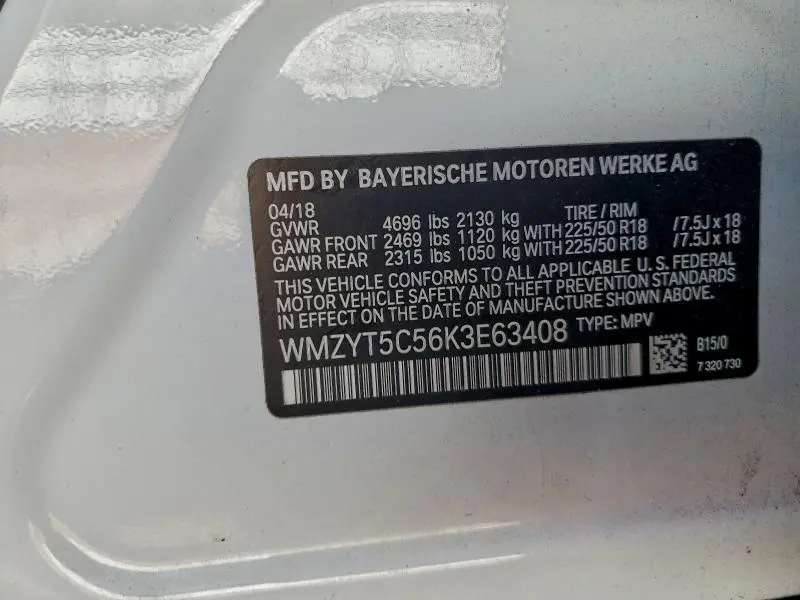 MFD BY BAYERISCHE MOTOREN WERKE AG
04/18 TIRE / RIM
GVWR 4696 lbs 2130 kg
GAWR FRONT 2469 lbs 1120 kg WITH 225/50 R18 /7.5J x 18
GAWR REAR 2315 lbs 1050 kg WITH 225/50 R18 /7.5J x 18
THIS VEHICLE CONFORMS TO ALL APPLICABLE U.S. FEDERAL
MOTOR VEHICLE SAFETY AND THEFT PREVENTION STANDARDS
IN EFFECT ON THE DATE OF MANUFACTURE SHOWN ABOVE.
WMZYT5C56K3E63408 TYPE: MPV
B15/0
7 320 730